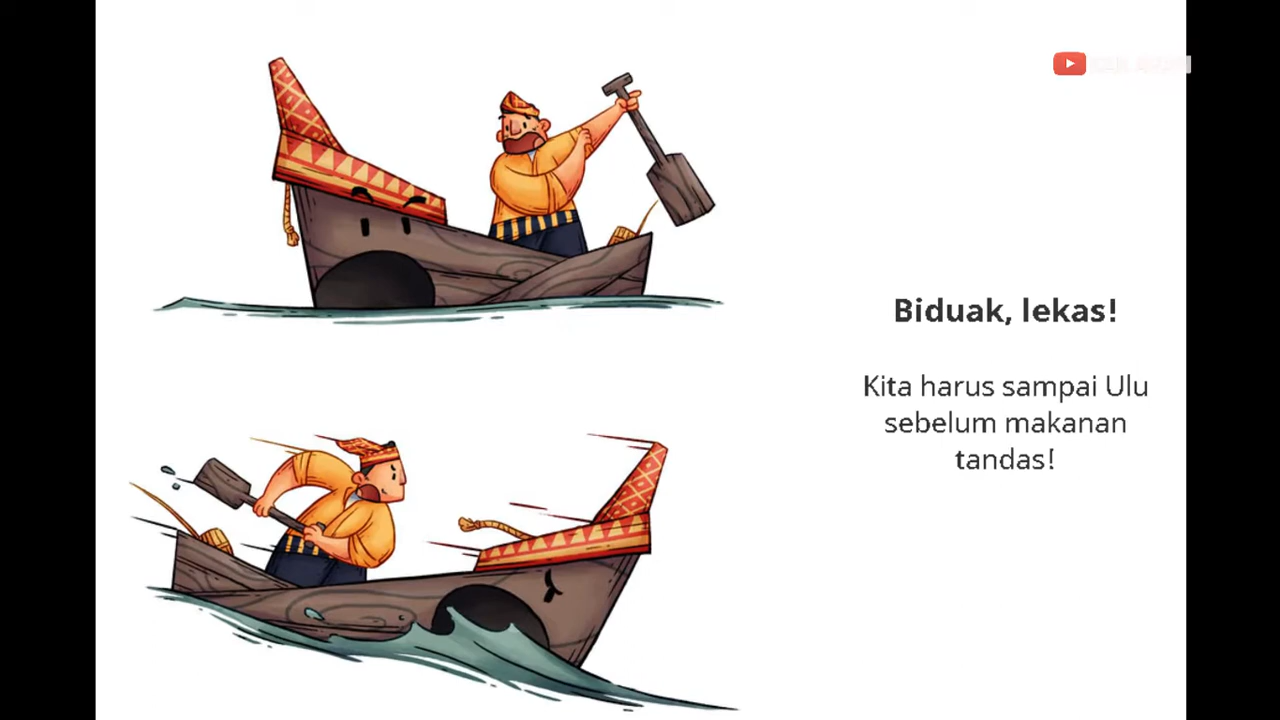 Biduak, lekas!
Kita harus sampai Ulu
sebelum makanan
tandas!